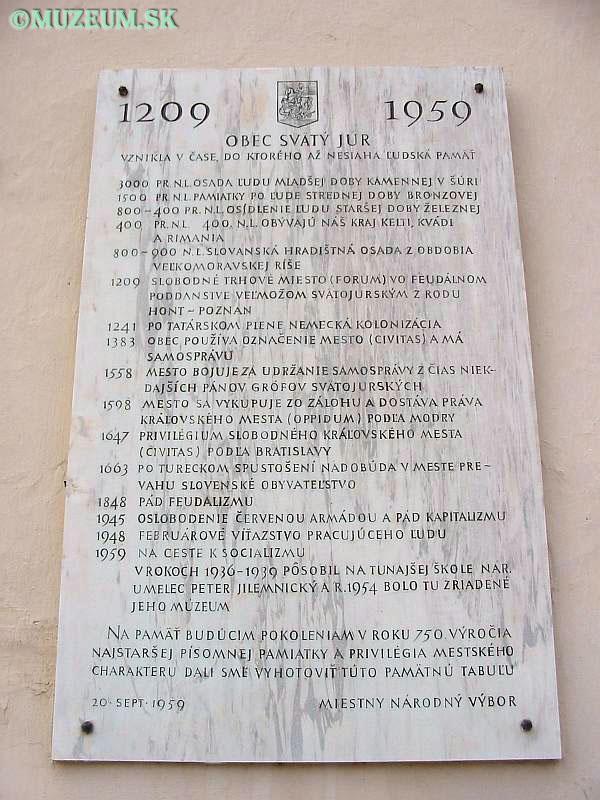 ©MUZEUM.SK
1209 1959
OBEC SVÄTÝ JUR
VZNIKLA V ČASE, DO KTORÉHO AŽ NESIAHA ĽUDSKÁ PAMÄŤ
3000 PR.N.L. OSADA ĽUDU MLADŠEJ DOBY KAMENNEJ V ŠÚRI
1500 PR.N.L. PAMIATKY PO ĽUDE STREDNEJ DOBY BRONZOVEJ
800–400 PR.N.L. OSÍDLENIE ĽUDU STARŠEJ DOBY ŽELEZNEJ
400 PR.N.L. 400. N.L. OBÝVAJÚ NÁŠ KRAJ KELTI, KVÁDI
A RIMANIA
800–900 N.L. SLOVANSKÁ HRADIŠTNÁ OSADA Z OBDOBIA
VEĽKOMORAVSKEJ RÍŠE
1209 SLOBODNÉ TRHOVÉ MIESTO (FORUM) VO FEUDÁLNOM
PODDANSTVE VEĽMOŽOM SVÄTOJURSKÝM Z RODU
HONT – POZNAN
1241 PO TATÁRSKOM PLENE NEMECKÁ KOLONIZÁCIA
1383 OBEC POUŽÍVA OZNAČENIE MESTO (CIVITAS) A MÁ
SAMOSPRÁVU
1558 MESTO BOJUJE ZA UDRŽANIE SAMOSPRÁVY Z ČIAS NIEK-
DAJŠÍCH PÁNOV GRÓFOV SVÄTOJURSKÝCH
1598 MESTO SA VYKUPUJE ZO ZÁLOHU A DOSTÁVA PRÁVA
KRÁĽOVSKÉHO MESTA (OPPIDUM) PODĽA MODRY
1647 PRIVILÉGIUM SLOBODNÉHO KRÁĽOVSKÉHO MESTA
(CIVITAS) PODĽA BRATISLAVY
1663 PO TURECKOM SPUSTOŠENÍ NADOBÚDA V MESTE PRE-
VAHU SLOVENSKÉ OBYVATEĽSTVO
1848 PÁD FEUDALIZMU
1945 OSLOBODENIE ČERVENOU ARMÁDOU A PÁD KAPITALIZMU
1948 FEBRUÁROVÉ VÍŤAZSTVO PRACUJÚCEHO ĽUDU
1959 NA CESTE K SOCIALIZMU
V ROKOCH 1936–1939 PÔSOBIL NA TUNAJŠEJ ŠKOLE NÁR.
UMELEC PETER JILEMNICKÝ A R. 1954 BOLO TU ZRIADENÉ
JEHO MÚZEUM
NA PAMÄŤ BUDÚCIM POKOLENIAM V ROKU 750. VÝROČIA
NAJSTARŠEJ PÍSOMNEJ PAMIATKY A PRIVILÉGIA MESTSKÉHO
CHARAKTERU DALI SME VYHOTOVIŤ TÚTO PAMÄTNÚ TABUĽU
20·SEPT·1959 MIESTNY NÁRODNÝ VÝBOR